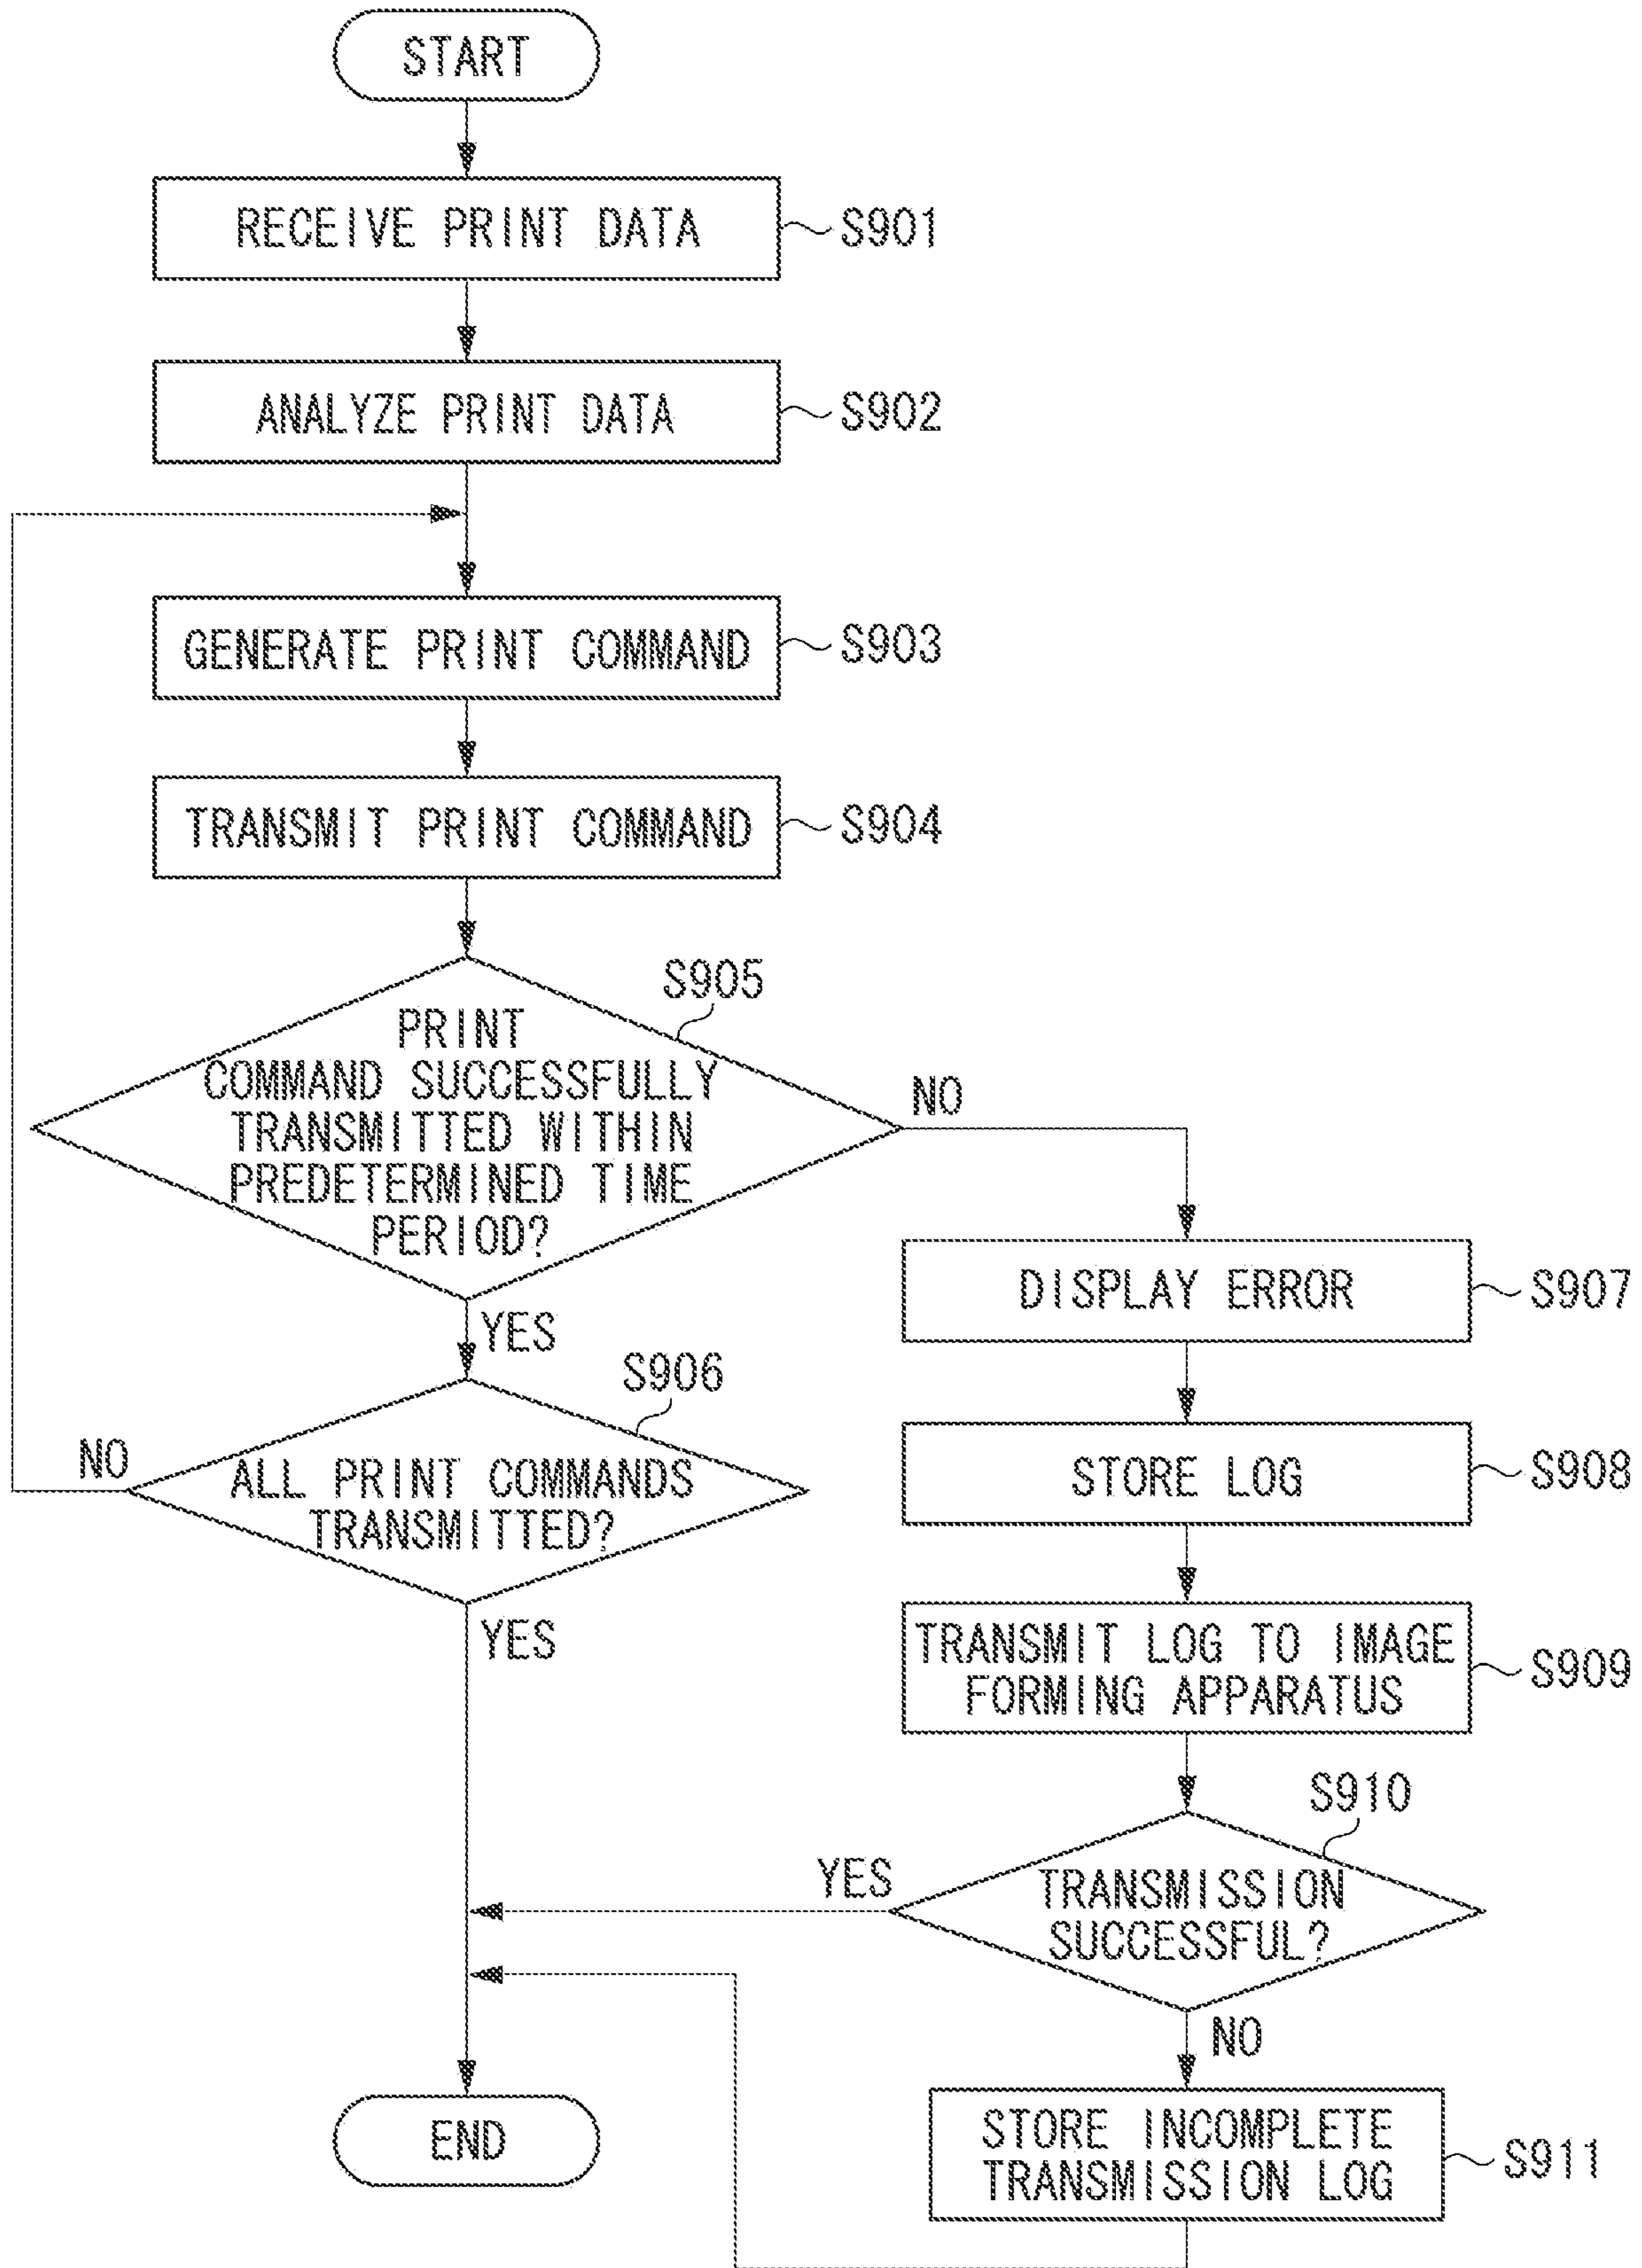 START
RECEIVE PRINT DATA
S901
ANALYZE PRINT DATA
S902
GENERATE PRINT COMMAND
S903
TRANSMIT PRINT COMMAND
S904
S905
PRINT
COMMAND SUCCESSFULLY
TRANSMITTED WITHIN
PREDETERMINED TIME
PERIOD?
NO
YES
S906
ALL PRINT COMMANDS
TRANSMITTED?
NO
YES
DISPLAY ERROR
S907
STORE LOG
S908
TRANSMIT LOG TO IMAGE
FORMING APPARATUS
S909
S910
TRANSMISSION
SUCCESSFUL?
YES
NO
STORE INCOMPLETE
TRANSMISSION LOG
S911
END